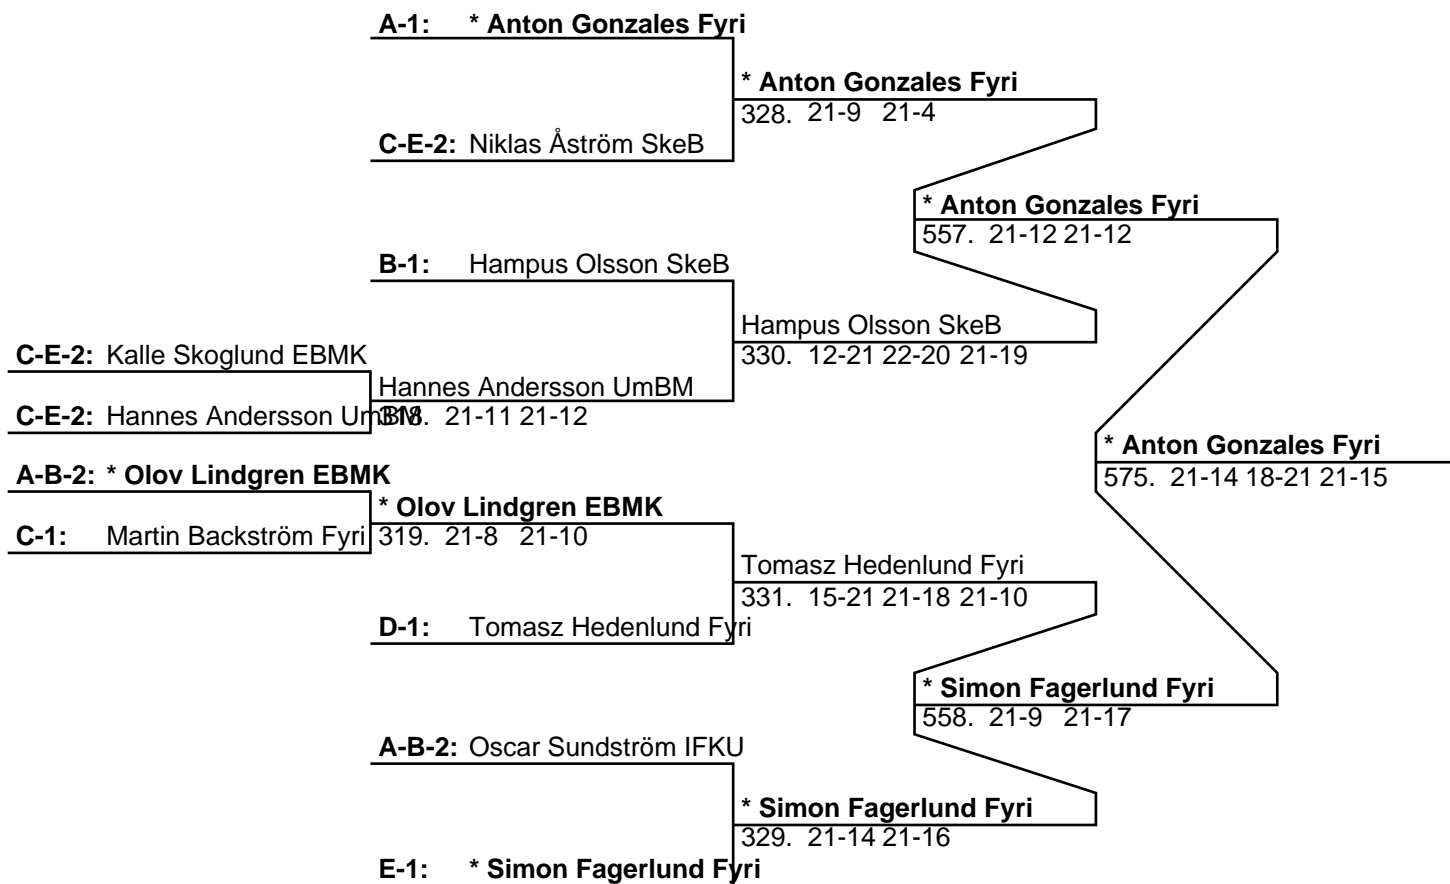 A-1: * Anton Gonzales Fyri
* Anton Gonzales Fyri
328. 21-9 21-4
C-E-2: Niklas Åström SkeB
* Anton Gonzales Fyri
557. 21-12 21-12
B-1: Hampus Olsson SkeB
Hampus Olsson SkeB
330. 12-21 22-20 21-19
C-E-2: Kalle Skoglund EBMK
Hannes Andersson UmBM
C-E-2: Hannes Andersson UmBM
318. 21-11 21-12
* Anton Gonzales Fyri
575. 21-14 18-21 21-15
A-B-2: * Olov Lindgren EBMK
* Olov Lindgren EBMK
C-1: Martin Backström Fyri
319. 21-8 21-10
Tomasz Hedenlund Fyri
331. 15-21 21-18 21-10
D-1: Tomasz Hedenlund Fyri
* Simon Fagerlund Fyri
558. 21-9 21-17
A-B-2: Oscar Sundström IFKU
* Simon Fagerlund Fyri
329. 21-14 21-16
E-1: * Simon Fagerlund Fyri